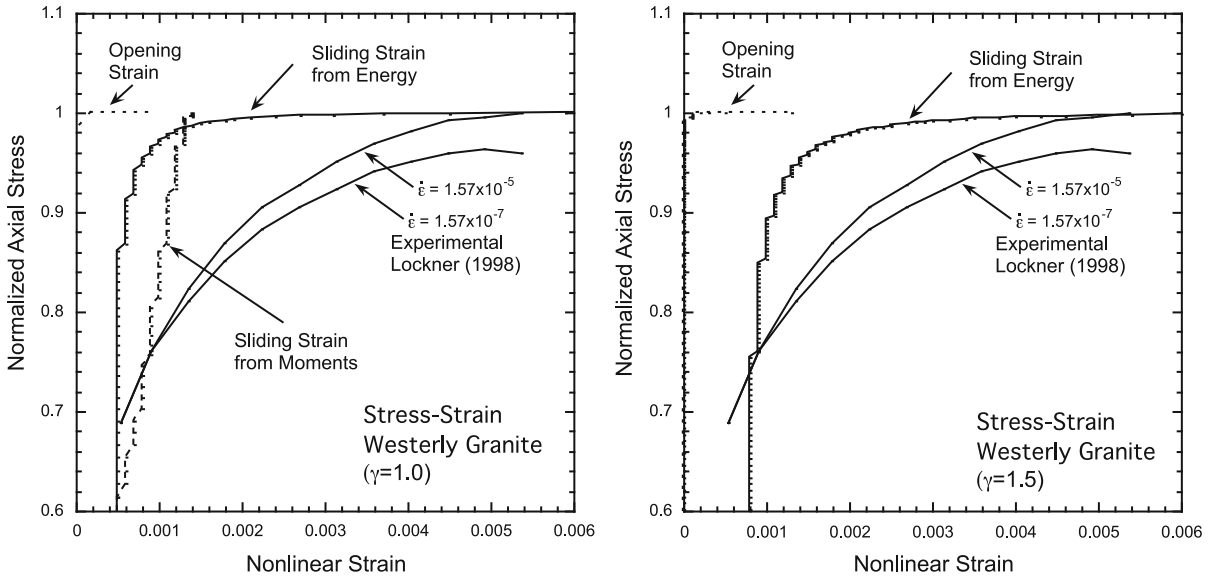 1.1
1
0.9
0.8
0.7
0.6
Normalized Axial Stress
Opening
Strain
Sliding Strain
from Energy
ε̇ = 1.57x10-5
ε̇ = 1.57x10-7
Experimental
Lockner (1998)
Sliding Strain
from Moments
Stress-Strain
Westerly Granite
(γ=1.0)
0
0.001
0.002
0.003
0.004
0.005
0.006
Nonlinear Strain
1.1
1
0.9
0.8
0.7
0.6
Normalized Axial Stress
Opening
Strain
Sliding Strain
from Energy
ε̇ = 1.57x10-5
ε̇ = 1.57x10-7
Experimental
Lockner (1998)
Stress-Strain
Westerly Granite
(γ=1.5)
0
0.001
0.002
0.003
0.004
0.005
0.006
Nonlinear Strain